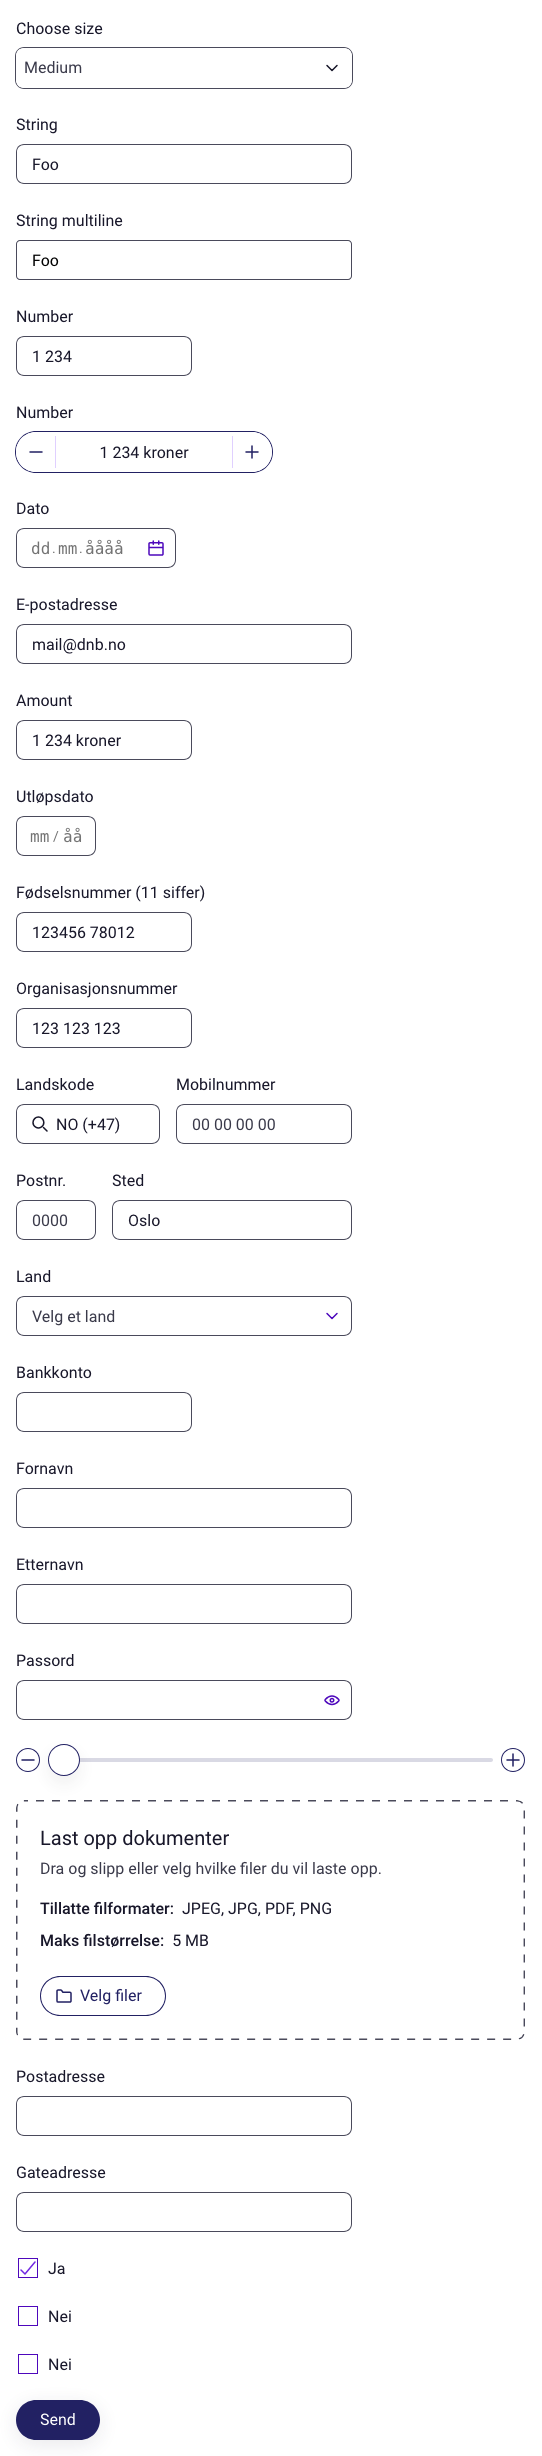 Choose size
Medium
String
Foo
String multiline
Foo
Number
1 234
Number
1 234 kroner
Dato
dd.mm.åååå
E-postadresse
mail@dnb.no
Amount
1 234 kroner
Utløpsdato
mm / åå
Fødselsnummer (11 siffer)
123456 78012
Organisasjonsnummer
123 123 123
Landskode Mobilnummer
NO (+47) 00 00 00 00
Postnr. Sted
0000 Oslo
Land
Velg et land
Bankkonto
Fornavn
Etternavn
Passord
Last opp dokumenter
Dra og slipp eller velg hvilke filer du vil laste opp.
Tillatte filformater: JPEG, JPG, PDF, PNG
Maks filstørrelse: 5 MB
Velg filer
Postadresse
Gateadresse
Ja
Nei
Nei
Send